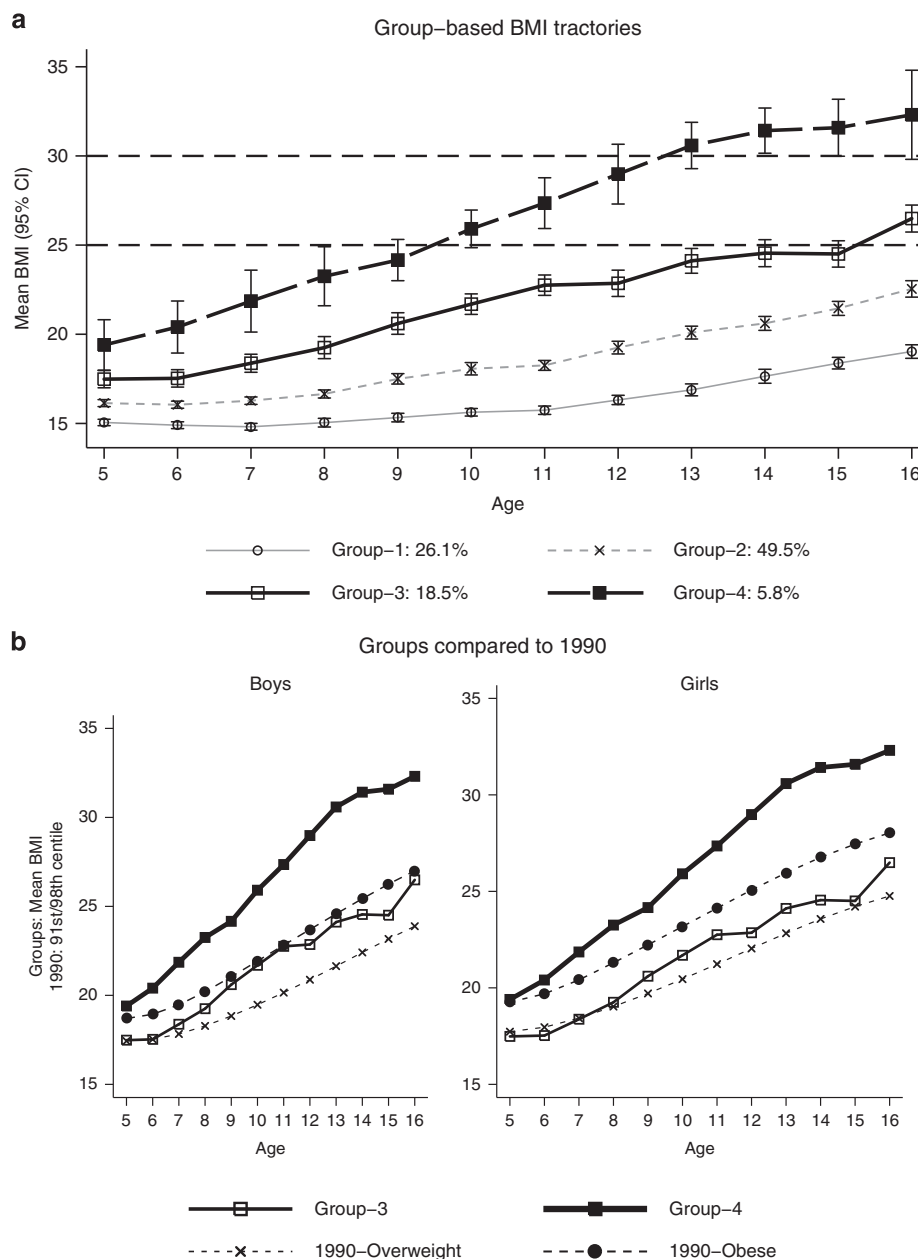 a
Group–based BMI tractories
Mean BMI (95% CI)
35
30
25
20
15
5 6 7 8 9 10 11 12 13 14 15 16
Age
Group–1: 26.1% Group–2: 49.5%
Group–3: 18.5% Group–4: 5.8%
b
Groups compared to 1990
Boys Girls
Groups: Mean BMI
1990: 91st/98th centile
35
30
25
20
15
5 6 7 8 9 10 11 12 13 14 15 16
Age
35
30
25
20
15
5 6 7 8 9 10 11 12 13 14 15 16
Age
Group–3 Group–4
1990–Overweight 1990–Obese